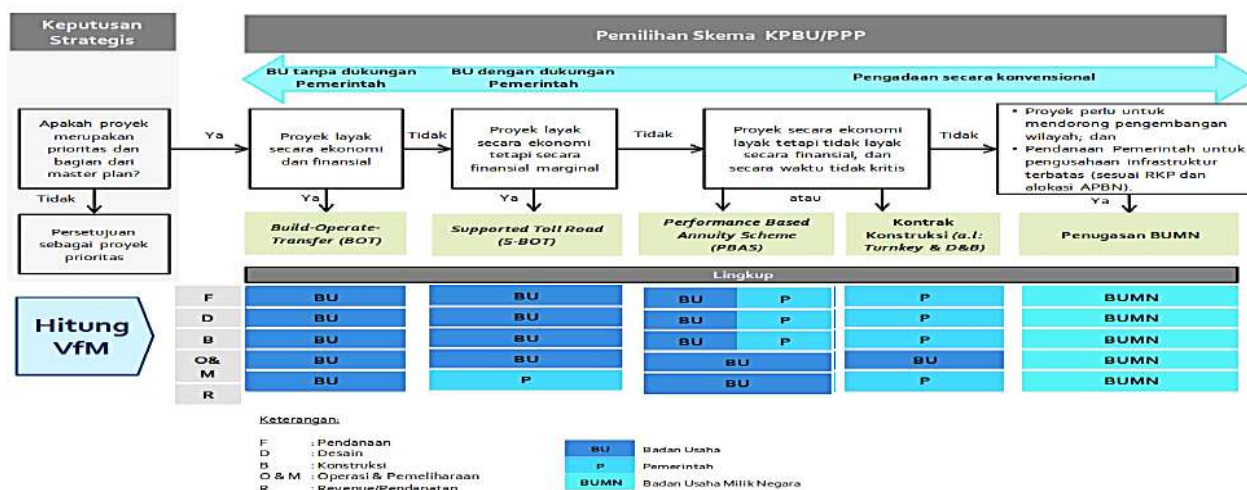 Keputusan
Strategis
Pemilihan Skema KPBU/PPP
BU tanpa dukungan
Pemerintah
BU dengan dukungan
Pemerintah
Pengadaan secara konvensional
Apakah proyek
merupakan
prioritas dan
bagian dari
master plan?
Ya
Proyek layak
secara ekonomi
dan finansial
Tidak
Proyek layak
secara ekonomi
tetapi secara
finansial marginal
Tidak
Proyek secara ekonomi
layak tetapi tidak layak
secara finansial, dan
secara waktu tidak kritis
Tidak
• Proyek perlu untuk
mendorong pengembangan
wilayah; dan
• Pendanaan Pemerintah untuk
pengusahaan infrastruktur
terbatas (sesuai RKP dan
alokasi APBN).
Tidak
Ya
Ya
atau
Ya
Persetujuan
sebagai proyek
prioritas
Build-Operate-
Transfer (BOT)
Supported Toll Road
(S-BOT)
Performance Based
Annuity Scheme
(PBAS)
Kontrak
Konstruksi (a.l:
Turnkey & D&B)
Penugasan BUMN
Lingkup
Hitung
VfM
F BU BU BU P P BUMN
D BU BU BU P P BUMN
B BU BU BU P P BUMN
O&
M BU BU BU BU BUMN
R BU P BU P BUMN
Keterangan:
F : Pendanaan
D : Desain
B : Konstruksi
O & M : Operasi & Pemeliharaan
R : Revenue/Pendapatan
BU Badan Usaha
P Pemerintah
BUMN Badan Usaha Milik Negara